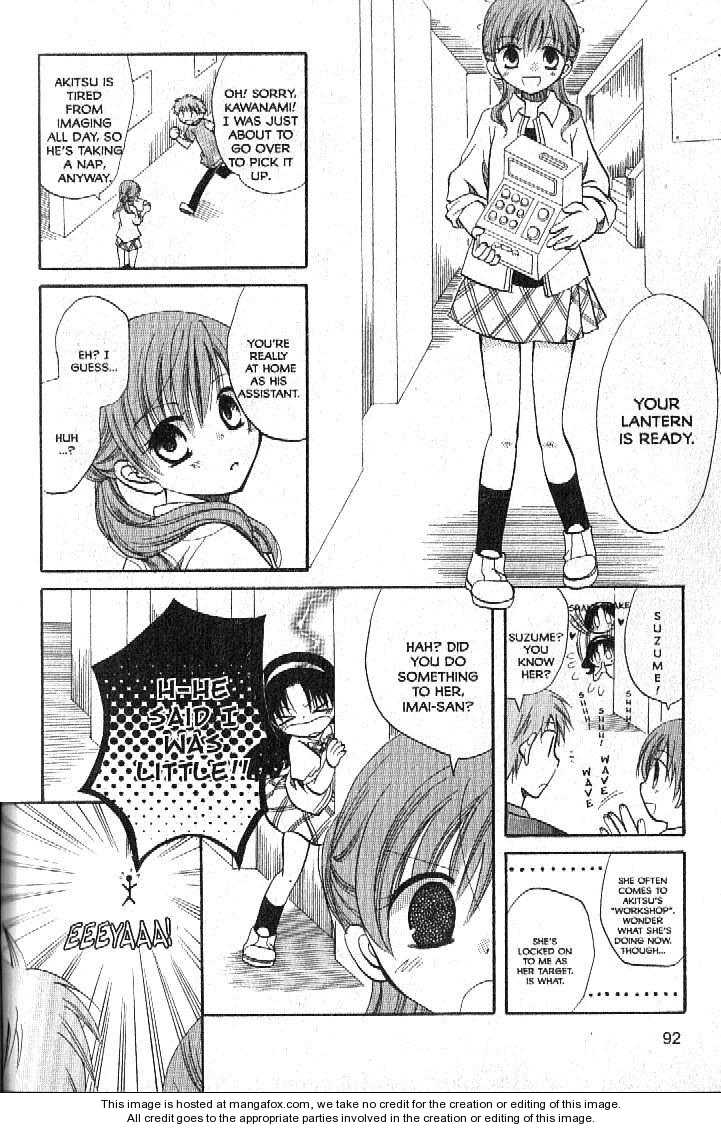 YOUR
LANTERN
IS READY.
OH! SORRY,
KAWANAMI!
I WAS
JUST
ABOUT TO
GO OVER
TO PICK IT
UP.
AKITSU IS
TIRED
FROM
IMAGING
ALL DAY, SO
HE'S TAKING
A NAP,
ANYWAY.
YOU'RE
REALLY
AT HOME
AS HIS
ASSISTANT.
EH? I
GUESS...
HUH
...?
SUZUME!
SHAKE
SHHH!
SHHH!
SHHH!
WAVE
WAVE
SUZUME?
YOU
KNOW
HER?
SHE OFTEN
COMES TO
AKITSU'S
"WORKSHOP".
WONDER
WHAT SHE'S
DOING NOW,
THOUGH...
SHE'S
LOCKED ON
TO ME AS
HER TARGET,
IS WHAT.
HAH? DID
YOU DO
SOMETHING
TO HER,
IMAI-SAN?
H-HE
SAID I
WAS
LITTLE!!
EEEYAAA!
92
This image is hosted at mangafox.com, we take no credit for the creation or editing of this image.
All credit goes to the appropriate parties involved in the creation or editing of this image.